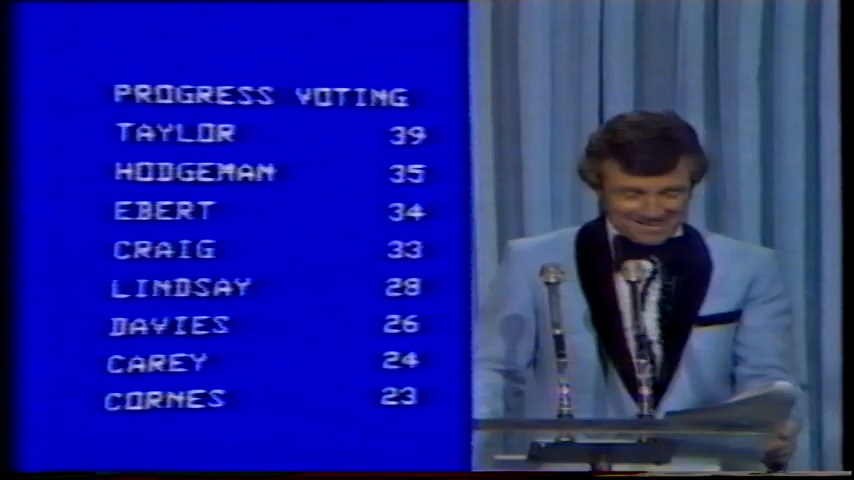 PROGRESS VOTING
TAYLOR 39
HODGEMAN 35
EBERT 34
CRAIG 33
LINDSAY 28
DAVIES 26
CAREY 24
CORNES 23